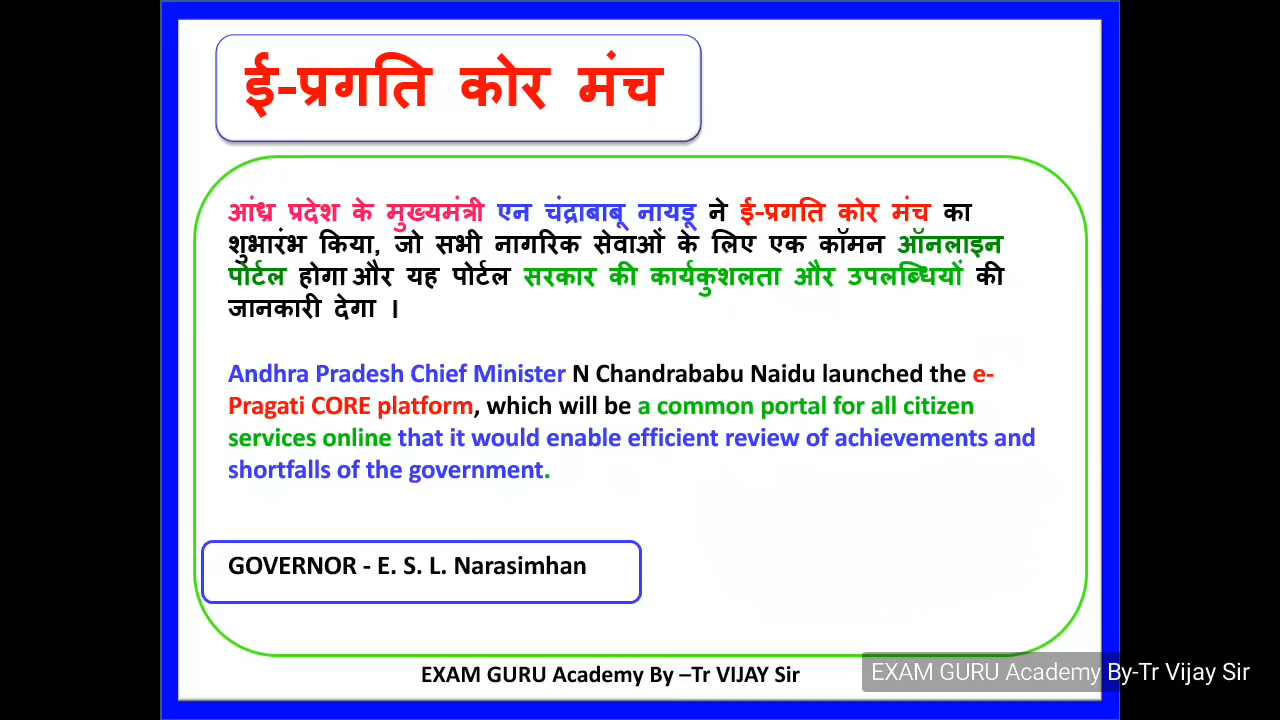 ई-प्रगति कोर मंच
आंध्र प्रदेश के मुख्यमंत्री एन चंद्राबाबू नायडू ने ई-प्रगति कोर मंच का
शुभारंभ किया, जो सभी नागरिक सेवाओं के लिए एक कॉमन ऑनलाइन
पोर्टल होगा और यह पोर्टल सरकार की कार्यकुशलता और उपलब्धियों की
जानकारी देगा ।
Andhra Pradesh Chief Minister N Chandrababu Naidu launched the e-
Pragati CORE platform, which will be a common portal for all citizen
services online that it would enable efficient review of achievements and
shortfalls of the government.
GOVERNOR - E. S. L. Narasimhan
EXAM GURU Academy By –Tr VIJAY Sir
EXAM GURU Academy By-Tr Vijay Sir